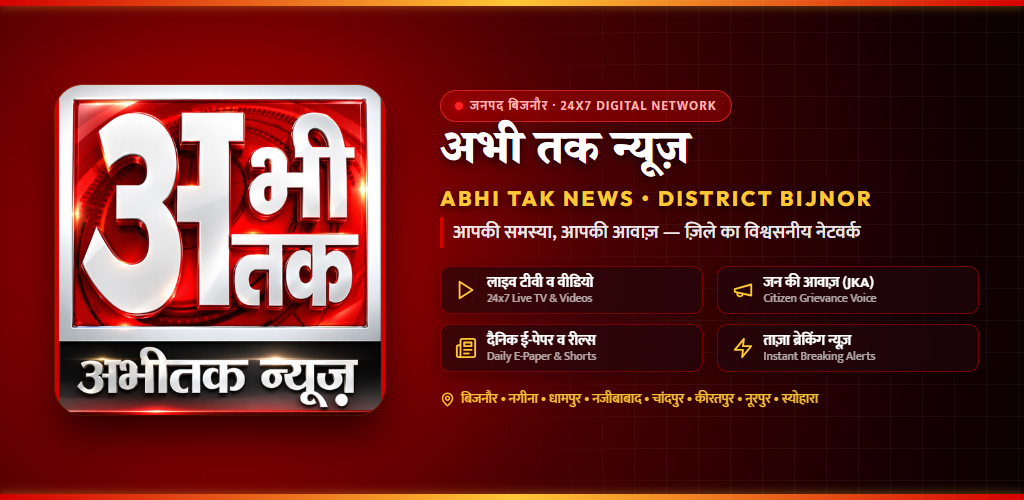 अभी
तक
अभीतक न्यूज़
जनपद बिजनौर · 24X7 DIGITAL NETWORK
अभी तक न्यूज़
ABHI TAK NEWS • DISTRICT BIJNOR
आपकी समस्या, आपकी आवाज़ — ज़िले का विश्वसनीय नेटवर्क
लाइव टीवी व वीडियो
24x7 Live TV & Videos
जन की आवाज़ (JKA)
Citizen Grievance Voice
दैनिक ई-पेपर व रील्स
Daily E-Paper & Shorts
ताज़ा ब्रेकिंग न्यूज़
Instant Breaking Alerts
बिजनौर • नगीना • धामपुर • नजीबाबाद • चांदपुर • कीरतपुर • नूरपुर • स्योहारा